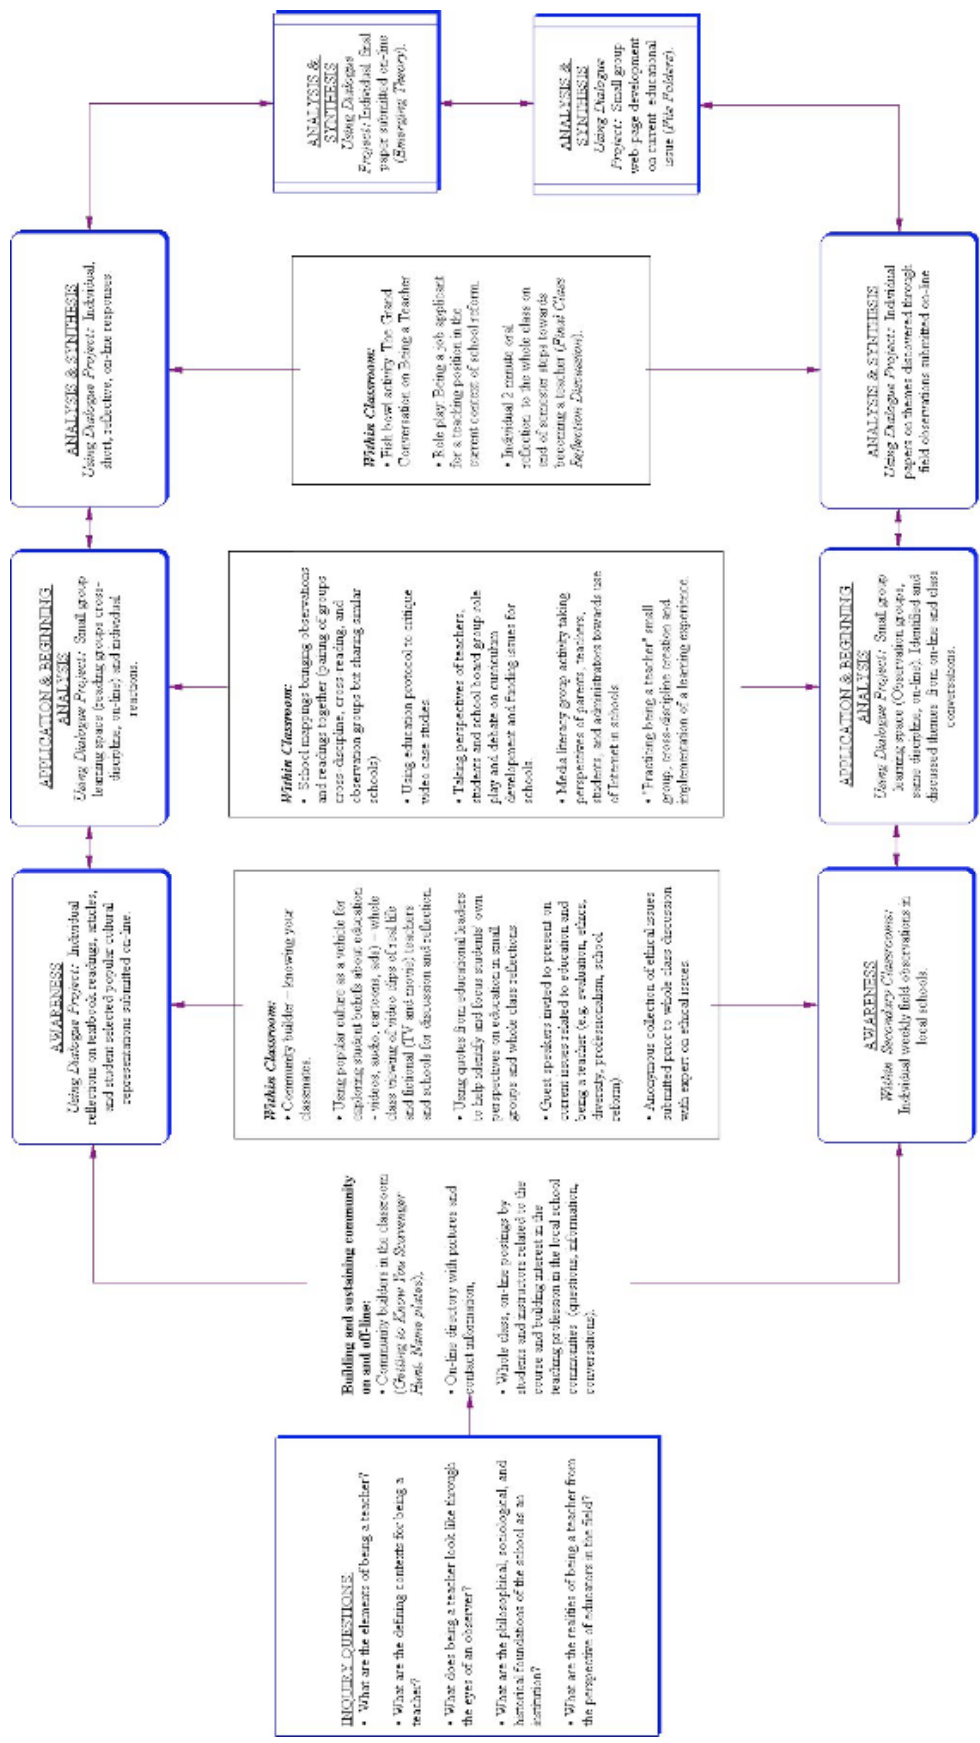 INQUIRY QUESTIONS
• What are the elements of being a teacher?
• What are the defining contexts for being a
teacher?
• What does being a teacher look like through
the eyes of an observer?
• What are the philosophical, sociological, and
historical foundations of the school as an
institution?
• What are the realities of being a teacher from
the perspective of educators in the field?
Building and sustaining community
on and off-line:
• Community builders in the classroom
(Getting to Know You Scavenger
Hunt, Name plates),
• On-line directory with pictures and
contact information,
• Whole class, on-line postings by
students and instructors related to the
course and building interest in the
teaching profession in the local school
communities (questions, information,
conversations).
AWARENESS
Using Dialogue Project: Individual
reflections on textbook readings, articles,
and student selected popular cultural
representations submitted on-line.
Within Classroom:
• Community builder – knowing your
classmates.
• Using popular culture as a vehicle for
exploring student beliefs about education
- videos, audio, cartoons, ads) – whole
class viewing of video clips of real life
and fictional (TV and movie) teachers
and schools for discussion and reflection.
• Using quotes from educational leaders
to help identify and focus students' own
perspectives on education in small
groups and whole class reflections
• Guest speakers invited to present on
current issues related to education and
being a teacher (e.g. evaluation, ethics,
diversity, professionalism, school
reform)
• Anonymous collection of ethical issues
submitted prior to whole class discussion
with expert on ethical issues.
AWARENESS
Within Secondary Classrooms:
Individual weekly field observations in
local schools.
APPLICATION & BEGINNING
ANALYSIS
Using Dialogue Project: Small group
learning space (reading groups cross-
discipline, on-line) and individual
reactions.
Within Classroom:
• School mapping bringing observations
and readings together (pairing of groups
cross-discipline, cross-reading, and
observation groups but sharing similar
schools)
• Using education protocol to critique
video case studies
• Taking perspectives of teachers,
students and school board group role
play and debate on curriculum
development and funding issues for
schools.
• Media literacy group activity taking
perspectives of parents, teachers,
students, and administrators towards use
of Internet in schools
• "Practicing being a teacher" small
group, cross-discipline creation and
implementation of a learning experience.
APPLICATION & BEGINNING
ANALYSIS
Using Dialogue Project: Small group
learning space (Observation groups,
same discipline, on-line). Identified and
discussed themes from on-line and class
conversations.
ANALYSIS & SYNTHESIS
Using Dialogue Project: Individual,
short, reflective, on-line responses
Within Classroom:
• Fish bowl activity The Grand
Conversation on Being a Teacher
• Role play: Being a job applicant
for a teaching position in the
current context of school reform.
• Individual 2 minute oral
reflection to the whole class on
end of semester steps towards
becoming a teacher (Final Class
Reflection Discussion).
ANALYSIS & SYNTHESIS
Using Dialogue Project: Individual
papers on themes discovered through
field observations submitted on-line
ANALYSIS &
SYNTHESIS
Using Dialogue
Project: Individual final
paper submitted on-line
(Emerging Theory).
ANALYSIS &
SYNTHESIS
Using Dialogue
Project: Small group
web page development
on current educational
issue (File Folders).